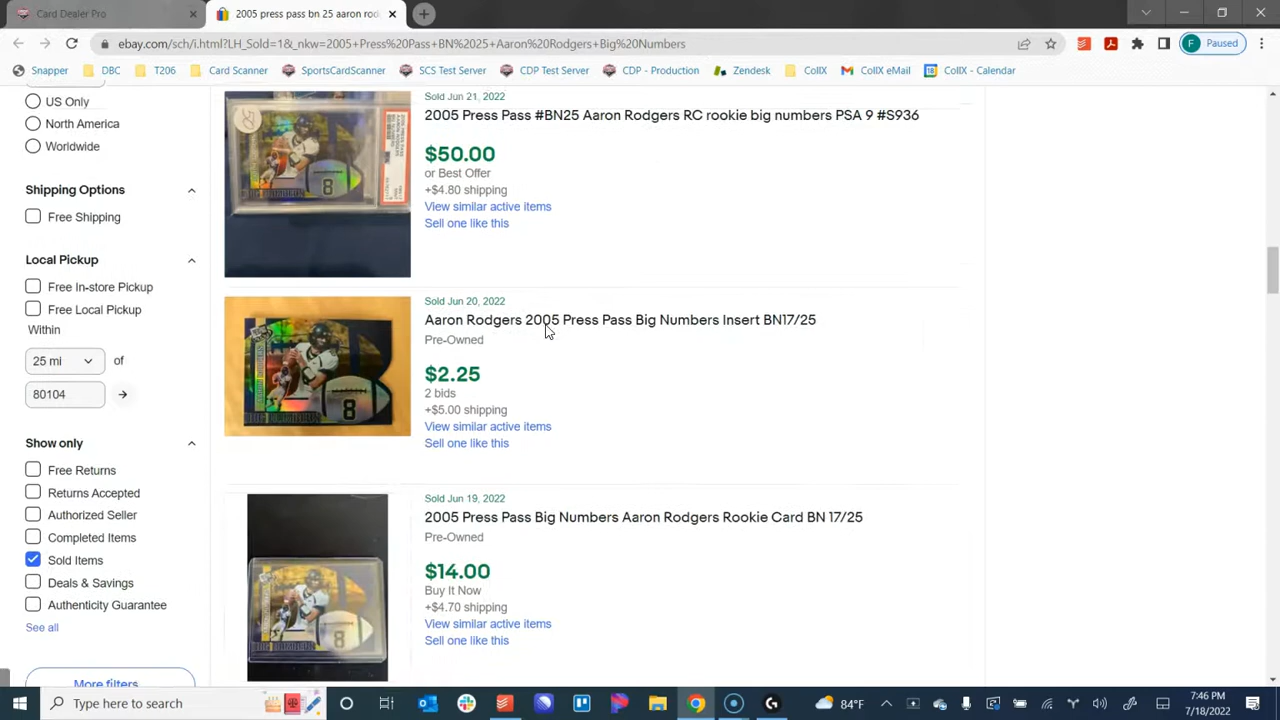 Card Dealer Pro
2005 press pass bn 25 aaron rod
ebay.com/sch/i.html?LH_Sold=1&_nkw=2005+Press%20Pass+BN%2025+Aaron%20Rodgers+Big%20Numbers
F Paused
Snapper DBC T206 Card Scanner SportsCardScanner SCS Test Server CDP Test Server CDP - Production Zendesk CollX CollX eMail CollX - Calendar
US Only
North America
Worldwide
Shipping Options
Free Shipping
Local Pickup
Free In-store Pickup
Free Local Pickup
Within
25 mi of
80104
Show only
Free Returns
Returns Accepted
Authorized Seller
Completed Items
Sold Items
Deals & Savings
Authenticity Guarantee
See all
More filters...
Sold Jun 21, 2022
2005 Press Pass #BN25 Aaron Rodgers RC rookie big numbers PSA 9 #S936
$50.00
or Best Offer
+$4.80 shipping
View similar active items
Sell one like this
8
Sold Jun 20, 2022
Aaron Rodgers 2005 Press Pass Big Numbers Insert BN17/25
Pre-Owned
$2.25
2 bids
+$5.00 shipping
View similar active items
Sell one like this
8
Sold Jun 19, 2022
2005 Press Pass Big Numbers Aaron Rodgers Rookie Card BN 17/25
Pre-Owned
$14.00
Buy It Now
+$4.70 shipping
View similar active items
Sell one like this
8
Type here to search
84°F
7:46 PM
7/18/2022